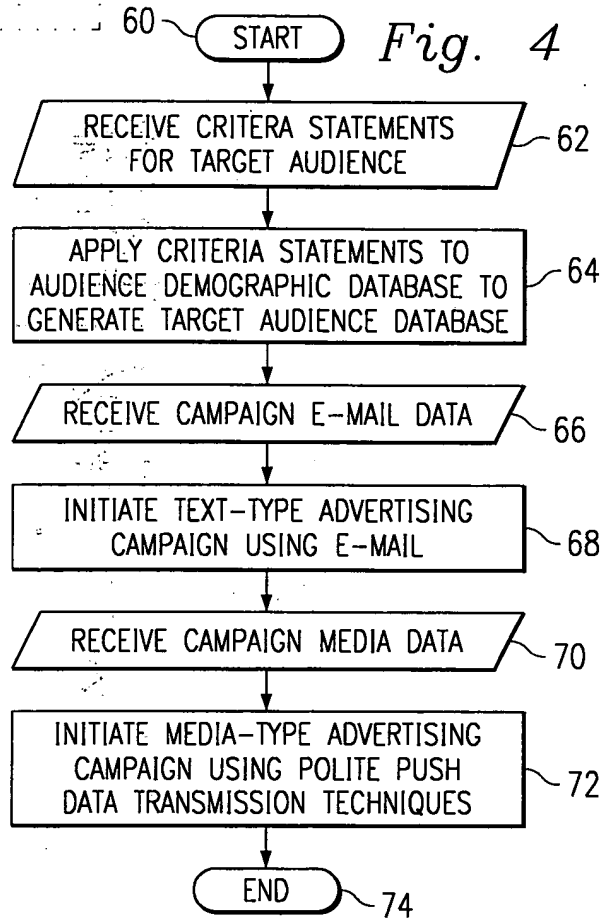 60
START
Fig. 4
RECEIVE CRITERA STATEMENTS
FOR TARGET AUDIENCE
62
APPLY CRITERIA STATEMENTS TO
AUDIENCE DEMOGRAPHIC DATABASE TO
GENERATE TARGET AUDIENCE DATABASE
64
RECEIVE CAMPAIGN E-MAIL DATA
66
INITIATE TEXT-TYPE ADVERTISING
CAMPAIGN USING E-MAIL
68
RECEIVE CAMPAIGN MEDIA DATA
70
INITIATE MEDIA-TYPE ADVERTISING
CAMPAIGN USING POLITE PUSH
DATA TRANSMISSION TECHNIQUES
72
END
74